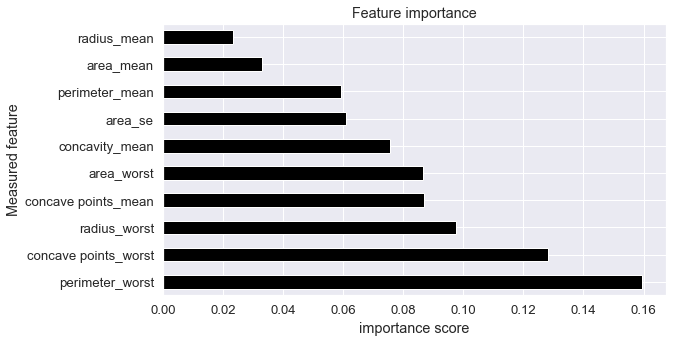 Feature importance
Measured feature
radius_mean
area_mean
perimeter_mean
area_se
concavity_mean
area_worst
concave points_mean
radius_worst
concave points_worst
perimeter_worst
0.00 0.02 0.04 0.06 0.08 0.10 0.12 0.14 0.16
importance score